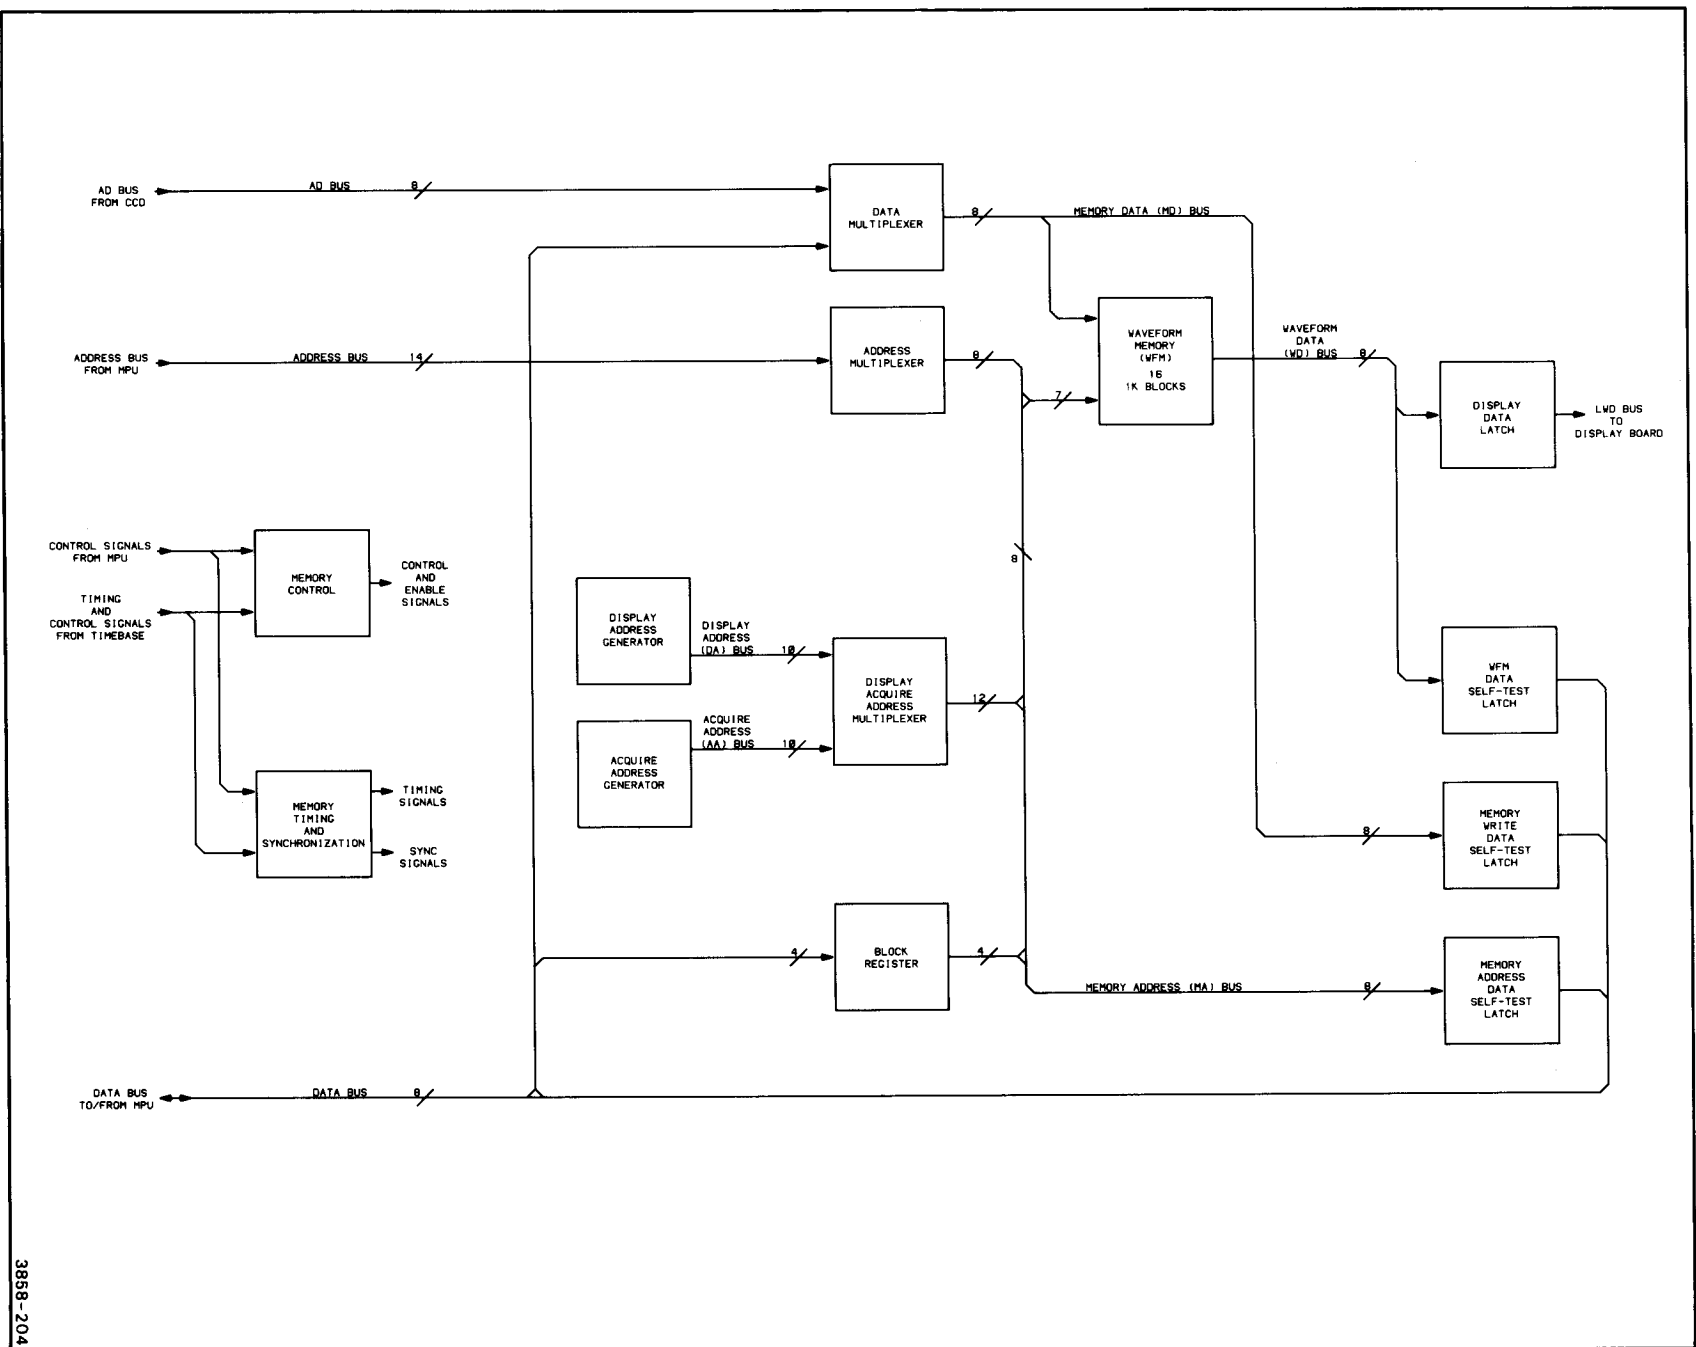 AD BUS
FROM CCD
AD BUS
8
DATA
MULTIPLEXER
8
MEMORY DATA (MD) BUS
ADDRESS BUS
FROM MPU
ADDRESS BUS
14
ADDRESS
MULTIPLEXER
8
7
WAVEFORM
MEMORY
(WFM)
16
1K BLOCKS
WAVEFORM
DATA
(WD) BUS
8
DISPLAY
DATA
LATCH
LWD BUS
TO
DISPLAY BOARD
CONTROL SIGNALS
FROM MPU
TIMING
AND
CONTROL SIGNALS
FROM TIMEBASE
MEMORY
CONTROL
CONTROL
AND
ENABLE
SIGNALS
8
DISPLAY
ADDRESS
GENERATOR
DISPLAY
ADDRESS
(DA) BUS
10
DISPLAY
ACQUIRE
ADDRESS
MULTIPLEXER
12
ACQUIRE
ADDRESS
GENERATOR
ACQUIRE
ADDRESS
(AA) BUS
10
WFM
DATA
SELF-TEST
LATCH
MEMORY
TIMING
AND
SYNCHRONIZATION
TIMING
SIGNALS
SYNC
SIGNALS
8
MEMORY
WRITE
DATA
SELF-TEST
LATCH
4
BLOCK
REGISTER
4
MEMORY ADDRESS (MA) BUS
8
MEMORY
ADDRESS
DATA
SELF-TEST
LATCH
DATA BUS
TO/FROM MPU
DATA BUS
8
3858-204